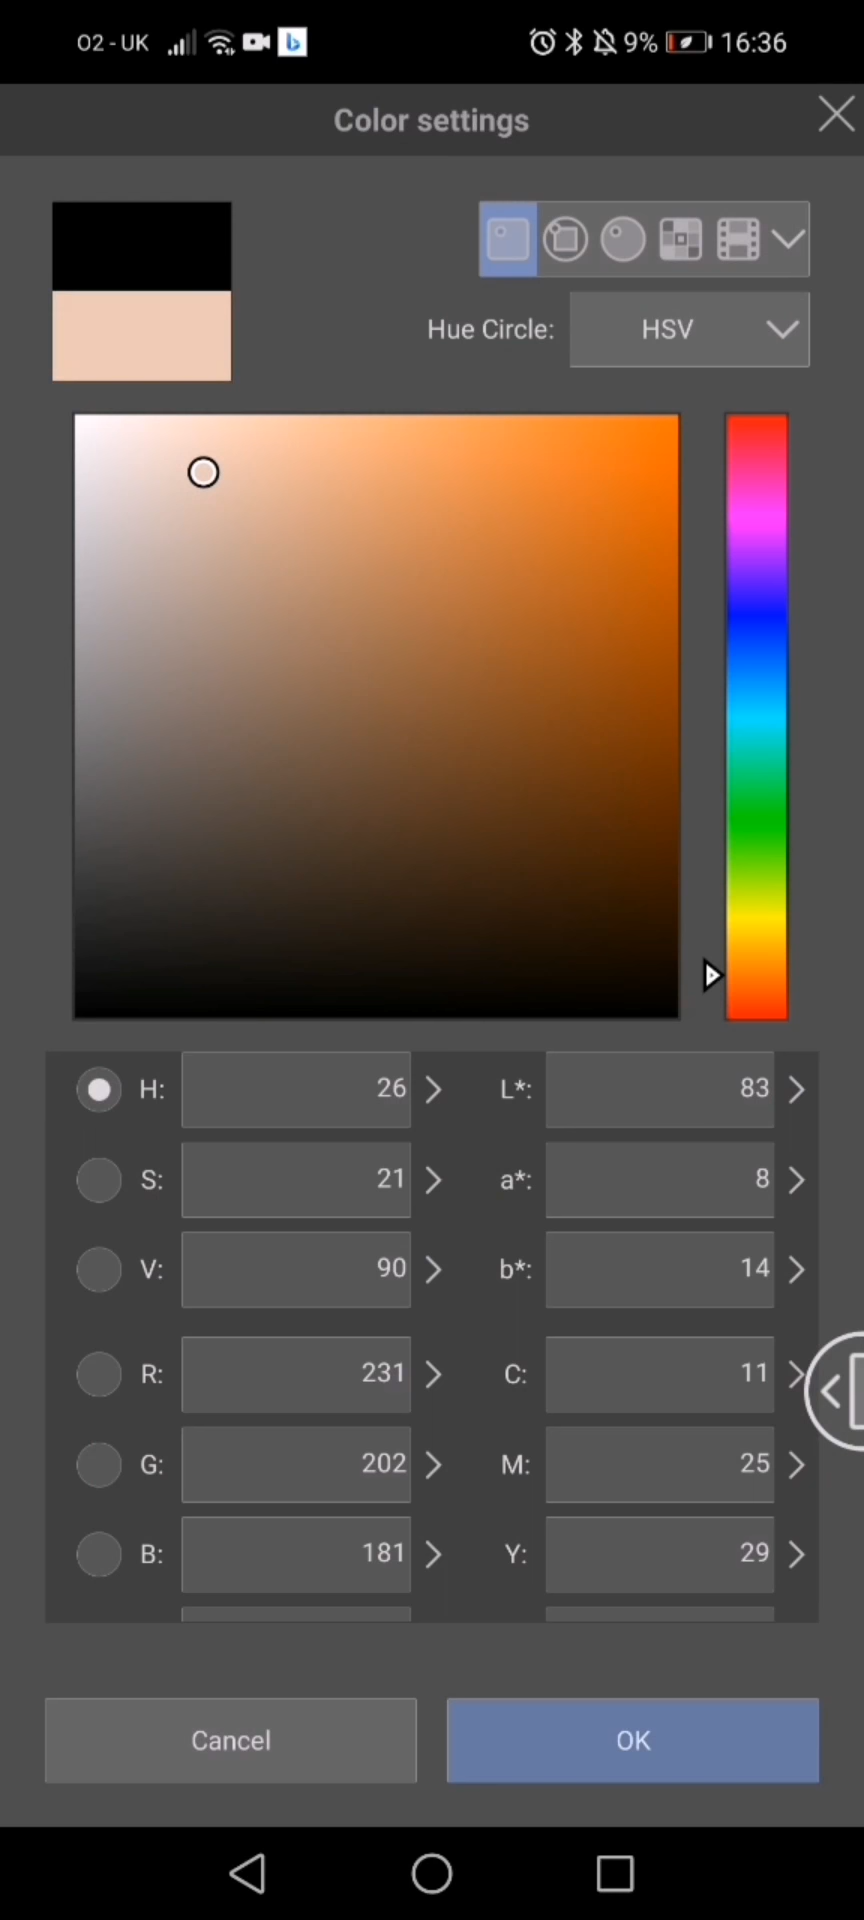 O2 - UK 9% 16:36
Color settings
Hue Circle: HSV
H: 26 L*: 83
S: 21 a*: 8
V: 90 b*: 14
R: 231 C: 11
G: 202 M: 25
B: 181 Y: 29
Cancel OK